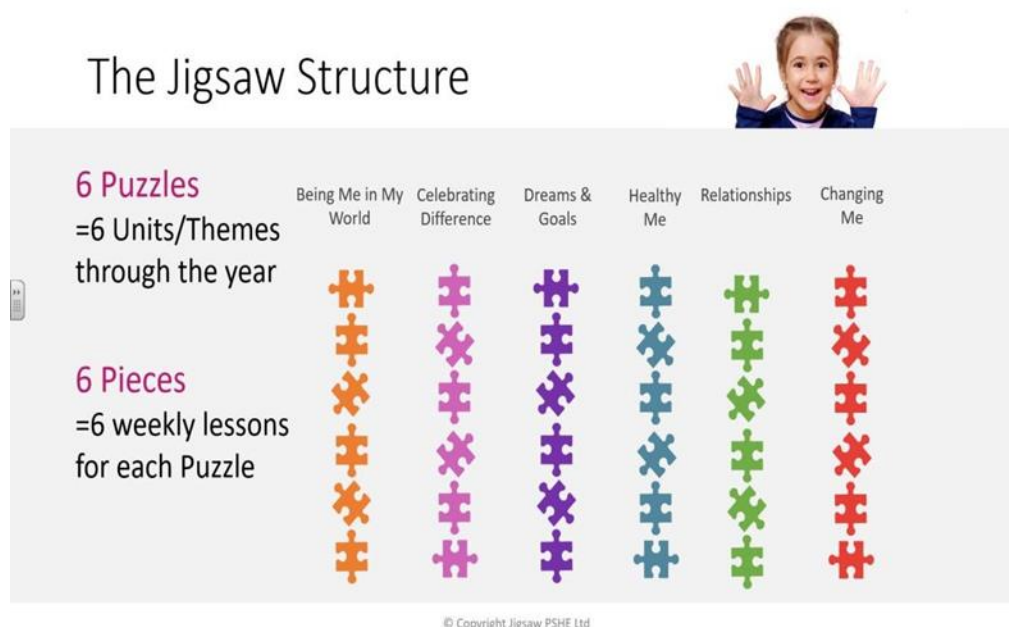 The Jigsaw Structure
6 Puzzles
=6 Units/Themes
through the year
6 Pieces
=6 weekly lessons
for each Puzzle
Being Me in My
World
Celebrating
Difference
Dreams &
Goals
Healthy
Me
Relationships
Changing
Me
© Copyright Jigsaw PSHE Ltd